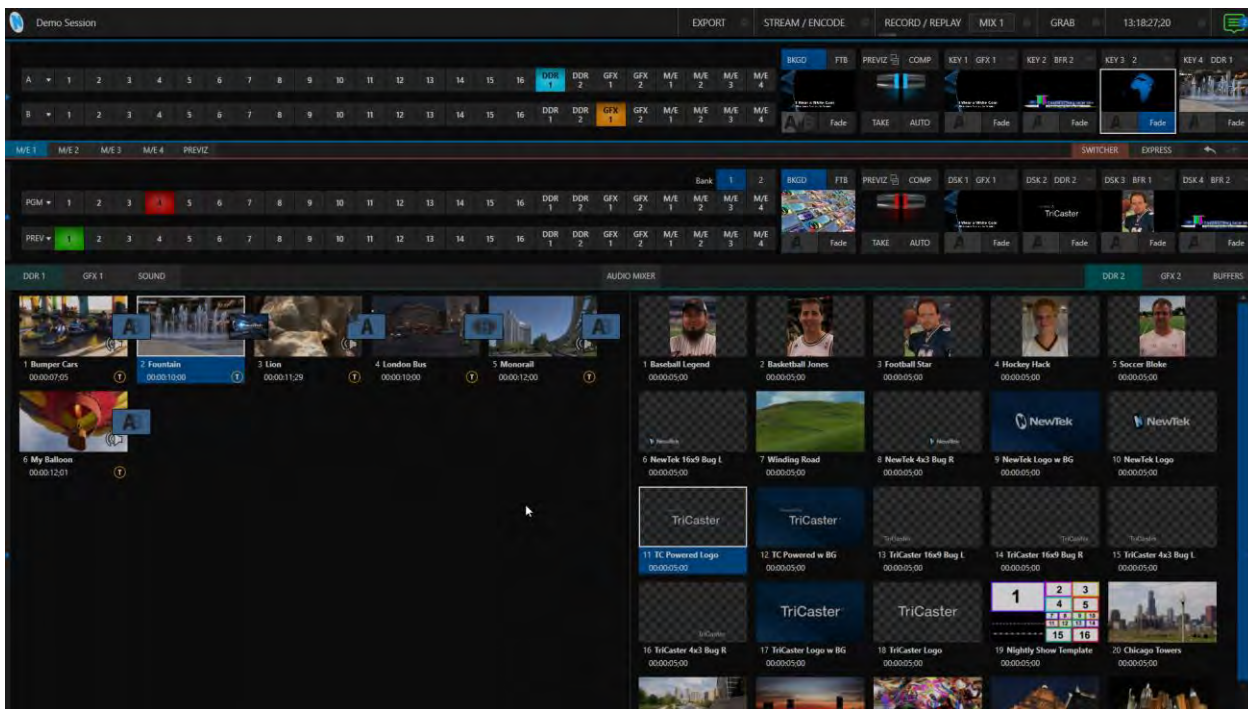 Demo Session EXPORT STREAM / ENCODE RECORD / REPLAY MIX 1 GRAB 13:18:27;20
BKGD FTB PREVIZ COMP KEY 1 GFX 1 KEY 2 BFR 2 KEY 3 2 KEY 4 DDR 1
A 1 2 3 4 5 6 7 8 9 10 11 12 13 14 15 16 DDR 1 DDR 2 GFX 1 GFX 2 M/E 1 M/E 2 M/E 3 M/E 4
B 1 2 3 4 5 6 7 8 9 10 11 12 13 14 15 16 DDR 1 DDR 2 GFX 1 GFX 2 M/E 1 M/E 2 M/E 3 M/E 4
Fade TAKE AUTO Fade Fade Fade Fade
M/E 1 M/E 2 M/E 3 M/E 4 PREVIZ SWITCHER EXPRESS
Bank 1 2 BKGD FTB PREVIZ COMP DSK 1 GFX 1 DSK 2 DDR 2 DSK 3 BFR 1 DSK 4 BFR 2
PGM 1 2 3 4 5 6 7 8 9 10 11 12 13 14 15 16 DDR 1 DDR 2 GFX 1 GFX 2 M/E 1 M/E 2 M/E 3 M/E 4
TriCaster
PREV 1 2 3 4 5 6 7 8 9 10 11 12 13 14 15 16 DDR 1 DDR 2 GFX 1 GFX 2 M/E 1 M/E 2 M/E 3 M/E 4
Fade TAKE AUTO Fade Fade Fade Fade
DDR 1 GFX 1 SOUND AUDIO MIXER DDR 2 GFX 2 BUFFERS
1 Bumper Cars 2 Fountain 3 Lion 4 London Bus 5 Monorail
00:00:07;05 00:00:10;00 00:00:11;29 00:00:10;00 00:00:12;00
6 My Balloon
00:00:12;01
1 Baseball Legend 2 Basketball Jones 3 Football Star 4 Hockey Hack 5 Soccer Bloke
00:00:05;00 00:00:05;00 00:00:05;00 00:00:05;00 00:00:05;00
NewTek NewTek NewTek NewTek
6 NewTek 16x9 Bug L 7 Winding Road 8 NewTek 4x3 Bug R 9 NewTek Logo w BG 10 NewTek Logo
00:00:05;00 00:00:05;00 00:00:05;00 00:00:05;00 00:00:05;00
TriCaster TriCaster TriCaster TriCaster TriCaster
11 TC Powered Logo 12 TC Powered w BG 13 TriCaster 16x9 Bug L 14 TriCaster 16x9 Bug R 15 TriCaster 4x3 Bug L
00:00:05;00 00:00:05;00 00:00:05;00 00:00:05;00 00:00:05;00
TriCaster TriCaster TriCaster 1 2 3 4 5 7 8 9 10 11 12 13 14 15 16
16 TriCaster 4x3 Bug R 17 TriCaster Logo w BG 18 TriCaster Logo 19 Nightly Show Template 20 Chicago Towers
00:00:05;00 00:00:05;00 00:00:05;00 00:00:05;00 00:00:05;00